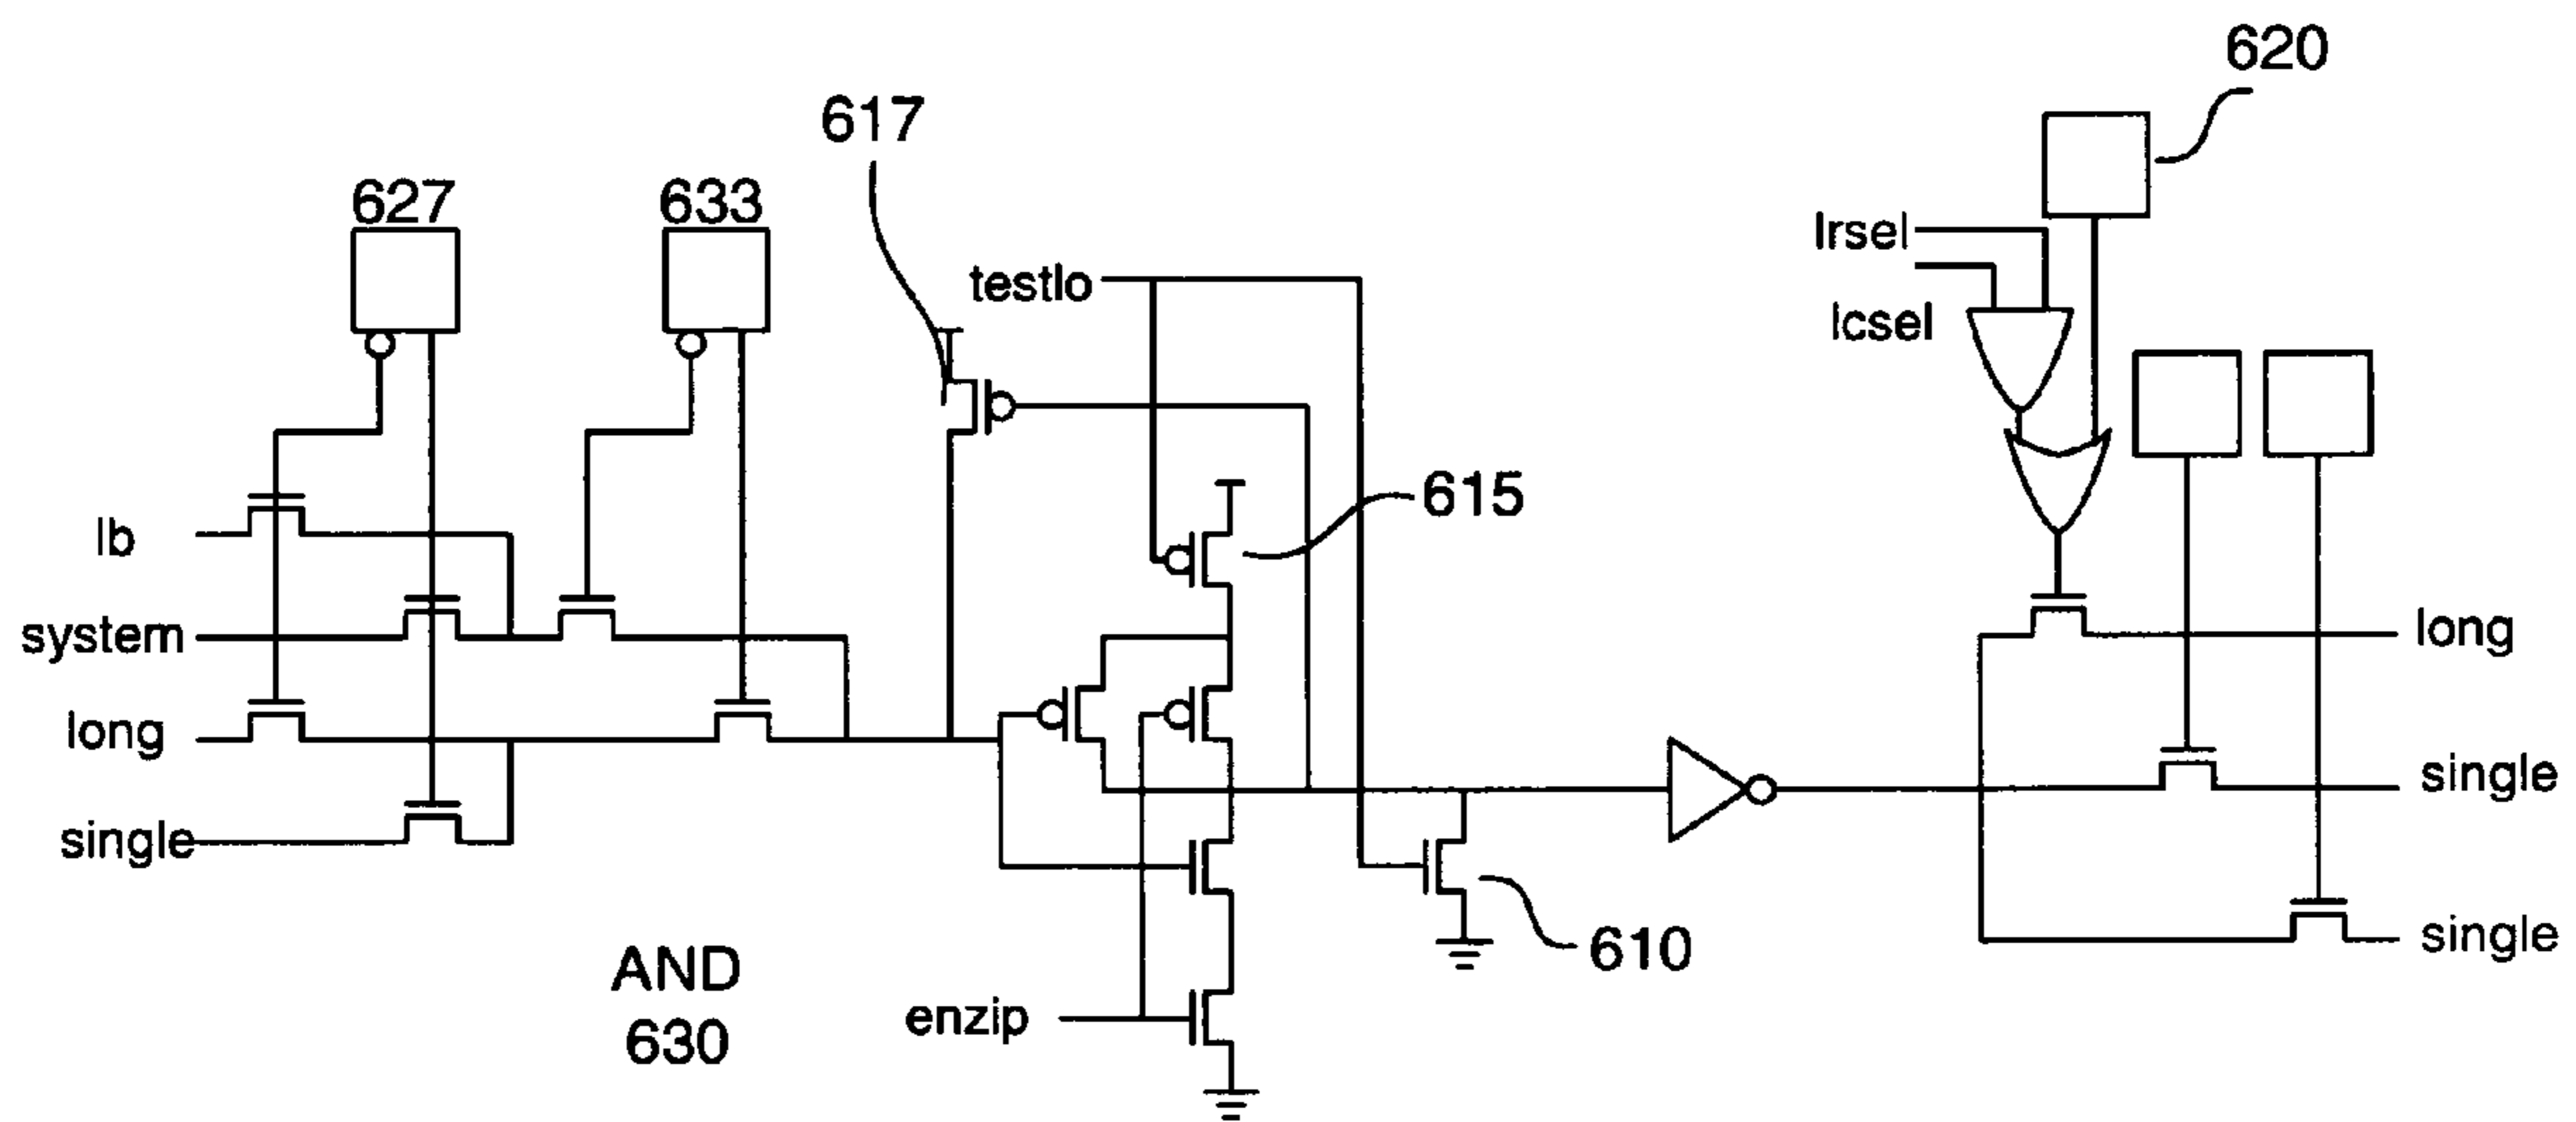 620
617
627
633
lrsel
testlo
lcsel
615
lb
system
long
long
single
single
610
single
AND
630
enzip